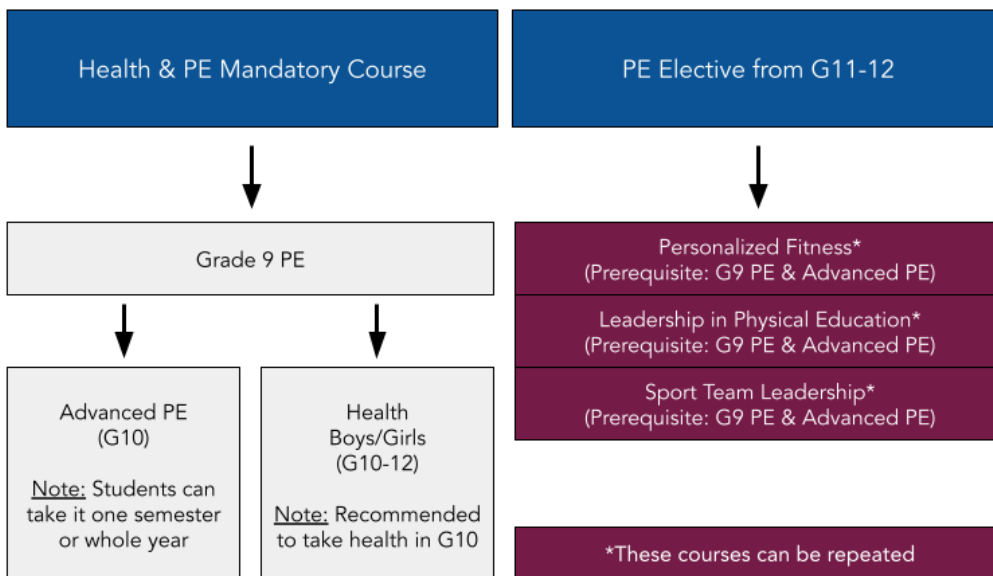 Health & PE Mandatory Course
PE Elective from G11-12
Grade 9 PE
Personalized Fitness*
(Prerequisite: G9 PE & Advanced PE)
Leadership in Physical Education*
(Prerequisite: G9 PE & Advanced PE)
Sport Team Leadership*
(Prerequisite: G9 PE & Advanced PE)
Advanced PE
(G10)
Note: Students can
take it one semester
or whole year
Health
Boys/Girls
(G10-12)
Note: Recommended
to take health in G10
*These courses can be repeated